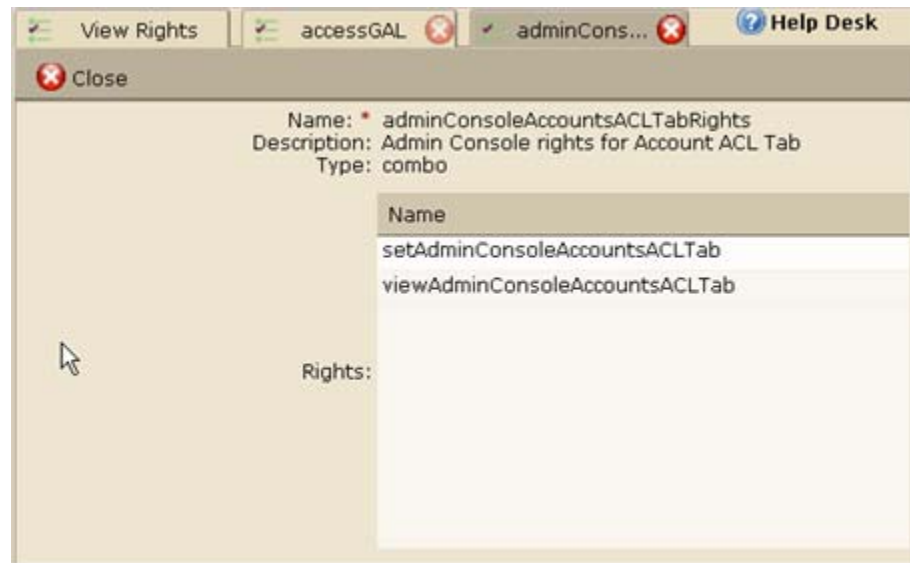 View Rights accessGAL adminCons... Help Desk
Close
Name: * adminConsoleAccountsACLTabRights
Description: Admin Console rights for Account ACL Tab
Type: combo
Name
setAdminConsoleAccountsACLTab
viewAdminConsoleAccountsACLTab
Rights: